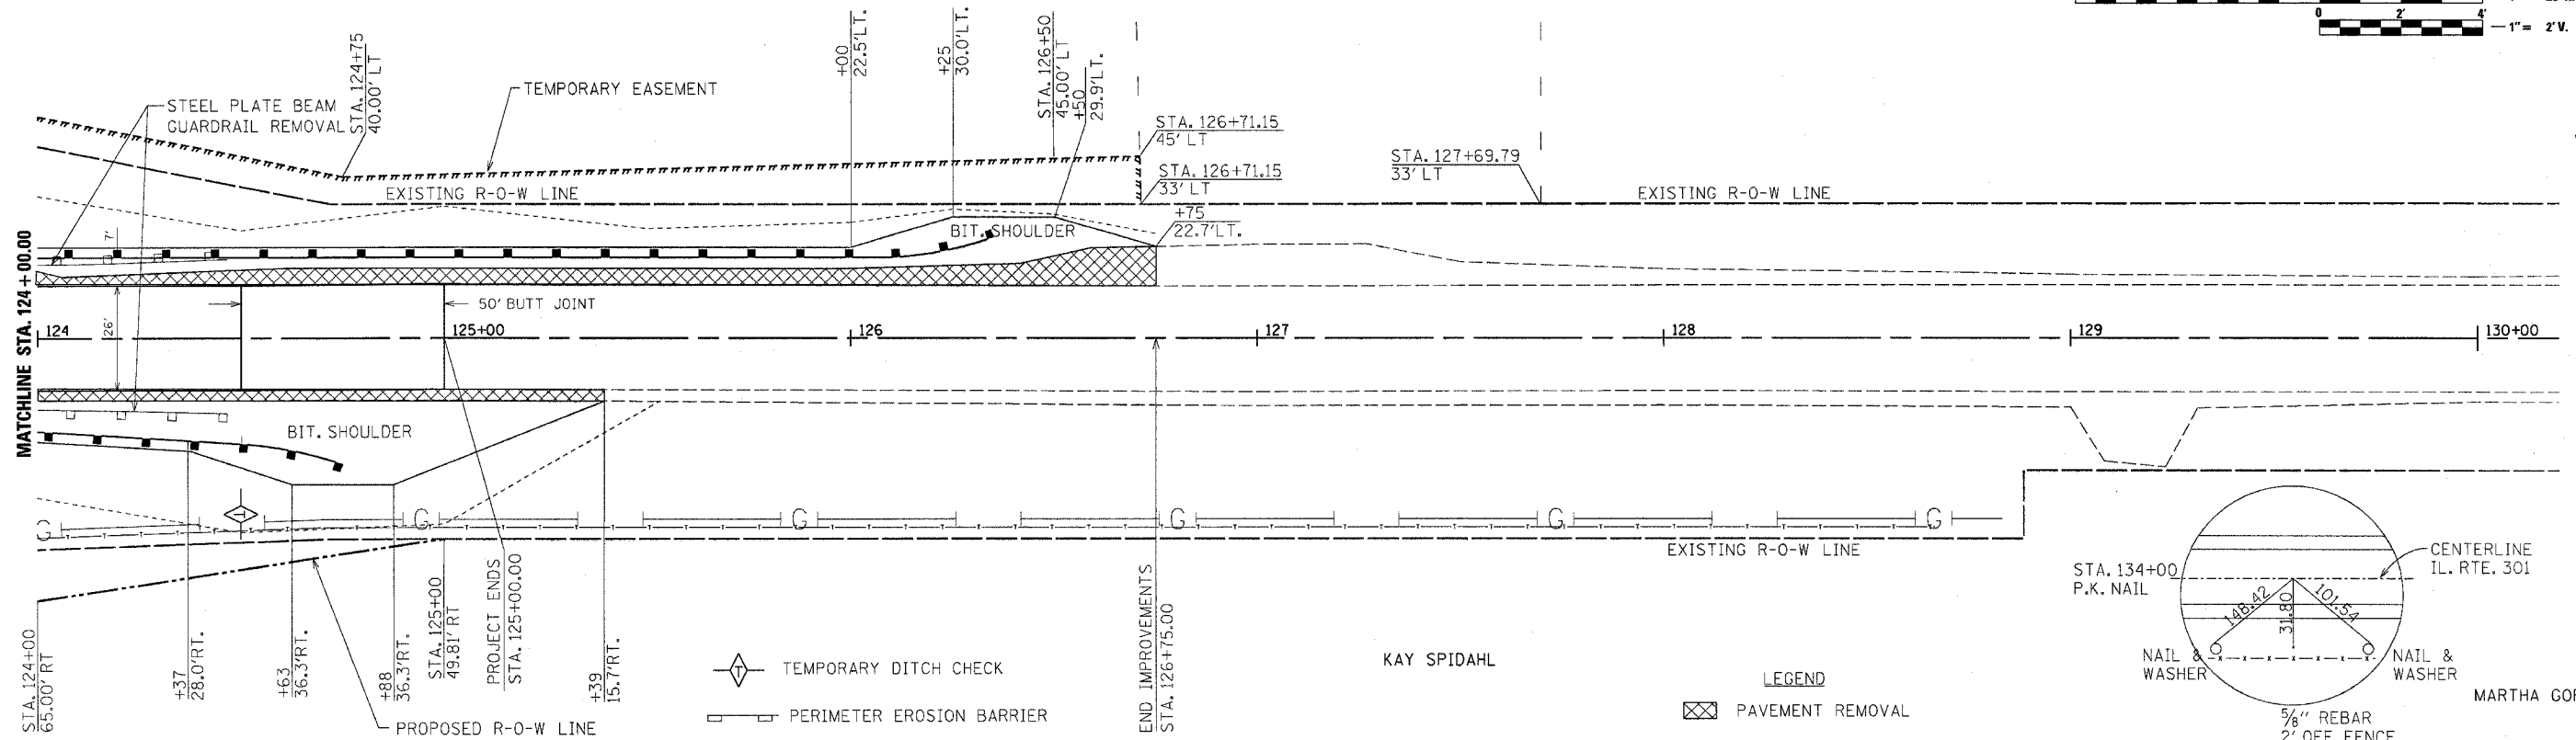 0 2' 4'
1"= 2'V.
STEEL PLATE BEAM
GUARDRAIL REMOVAL
STA. 124+75
40.00' LT
TEMPORARY EASEMENT
+00
22.5'LT.
+25
30.0'LT.
STA. 126+50
45.00' LT
+50
29.9'LT.
STA. 126+71.15
45' LT
STA. 126+71.15
33' LT
STA. 127+69.79
33' LT
EXISTING R-O-W LINE
EXISTING R-O-W LINE
+75
22.7'LT.
7'
BIT. SHOULDER
MATCHLINE STA. 124+00.00
26'
50' BUTT JOINT
124
125+00
126
127
128
129
130+00
BIT. SHOULDER
G G G G G G
T
EXISTING R-O-W LINE
STA. 124+00
65.00' RT
+37
28.0'RT.
+63
36.3'RT.
+88
36.3'RT.
STA. 125+00
49.81' RT
PROJECT ENDS
STA. 125+00.00
+39
15.7'RT.
PROPOSED R-O-W LINE
T TEMPORARY DITCH CHECK
PERIMETER EROSION BARRIER
END IMPROVEMENTS
STA. 126+75.00
KAY SPIDAHL
LEGEND
PAVEMENT REMOVAL
STA. 134+00
P.K. NAIL
CENTERLINE
IL. RTE. 301
148.42
31.80
101.54
NAIL &
WASHER
NAIL &
WASHER
5/8" REBAR
2' OFF FENCE
MARTHA